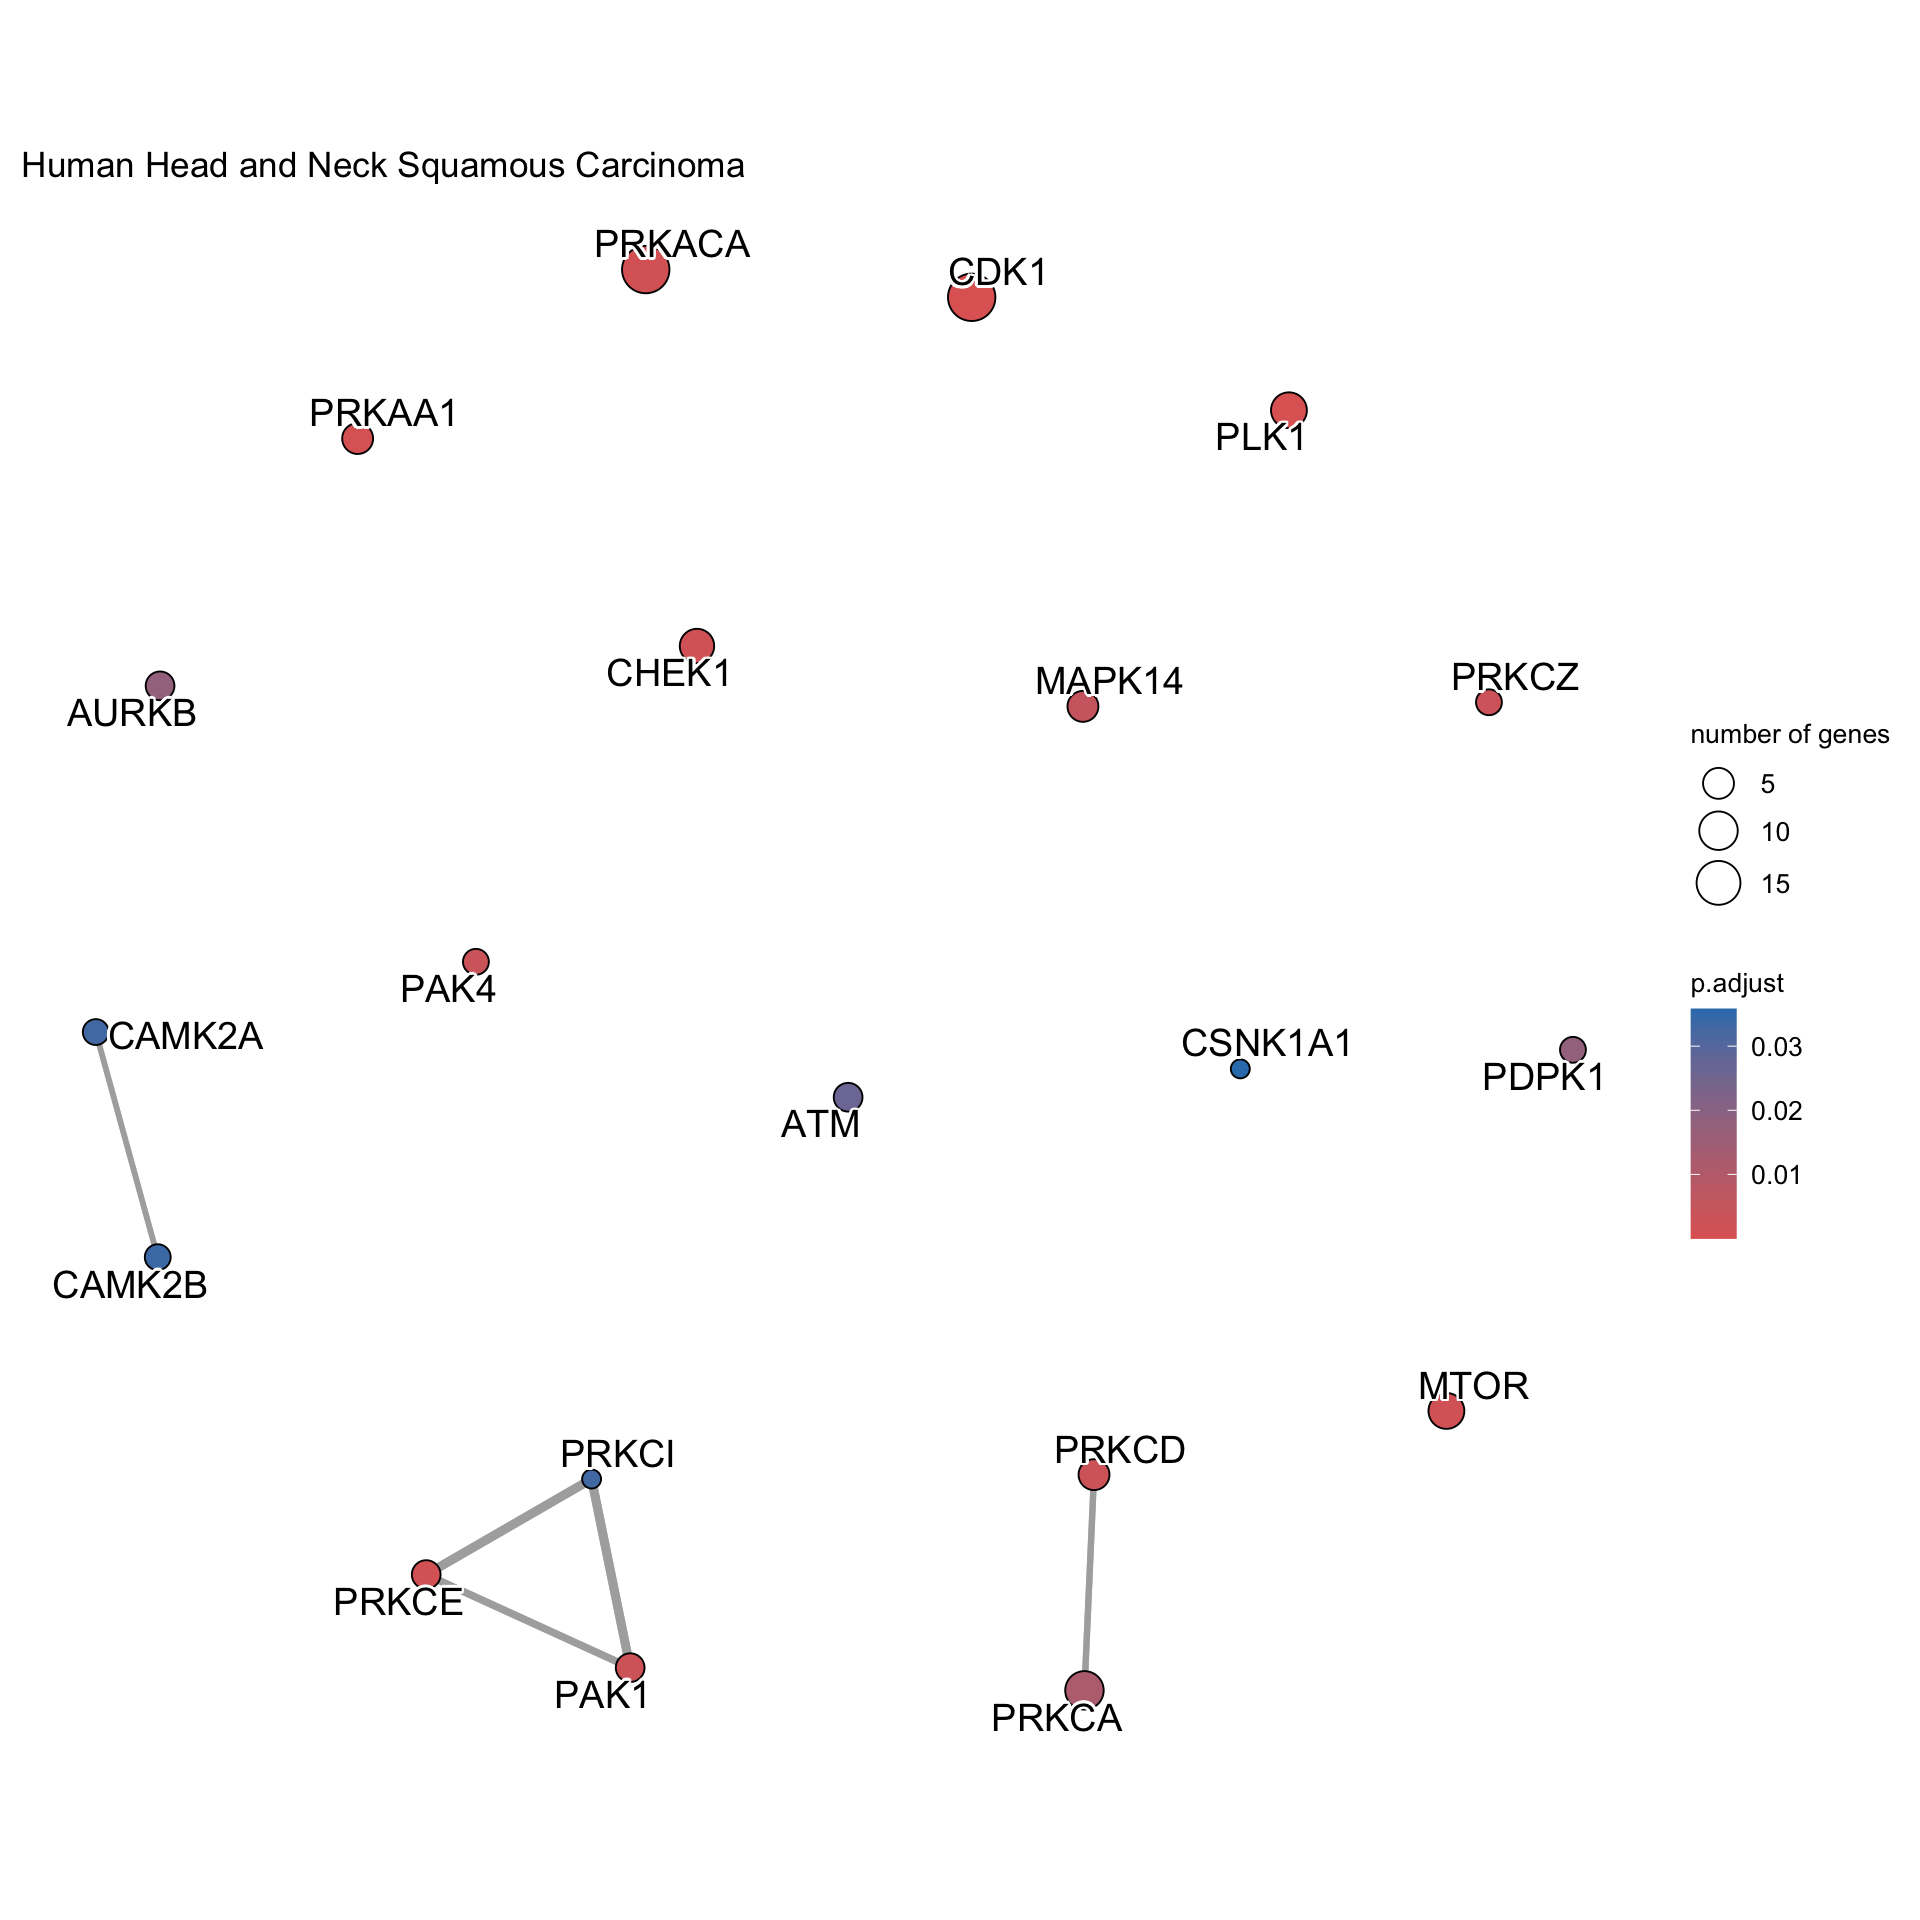 Human Head and Neck Squamous Carcinoma
PRKACA
CDK1
PRKAA1
PLK1
CHEK1
MAPK14
PRKCZ
AURKB
number of genes
5
10
15
PAK4
p.adjust
0.03
0.02
0.01
CAMK2A
CSNK1A1
PDPK1
ATM
CAMK2B
MTOR
PRKCI
PRKCD
PRKCE
PAK1
PRKCA